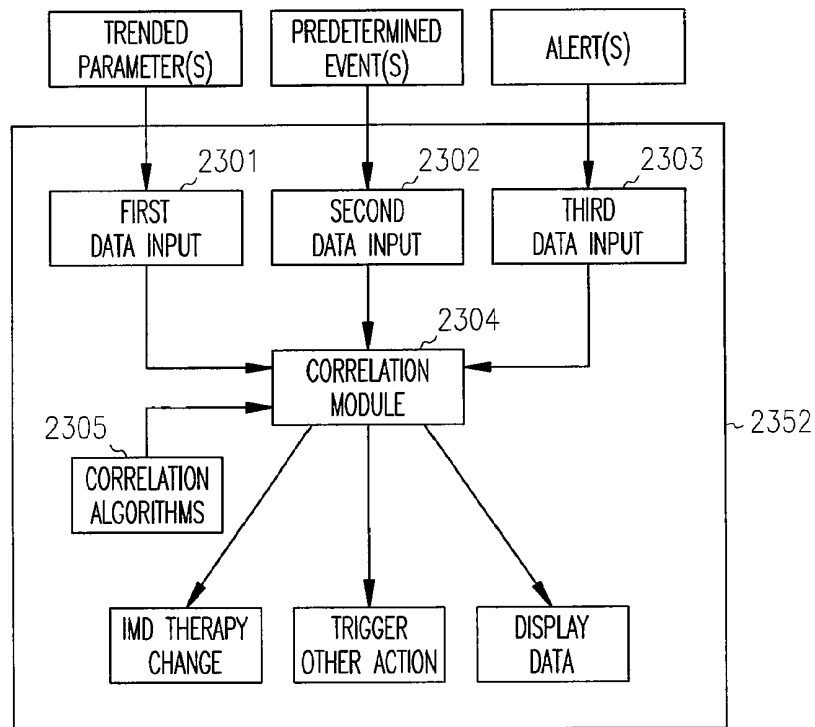 TRENDED
PARAMETER(S)
PREDETERMINED
EVENT(S)
ALERT(S)
2301
2302
2303
FIRST
DATA INPUT
SECOND
DATA INPUT
THIRD
DATA INPUT
2304
CORRELATION
MODULE
2305
CORRELATION
ALGORITHMS
2352
IMD THERAPY
CHANGE
TRIGGER
OTHER ACTION
DISPLAY
DATA